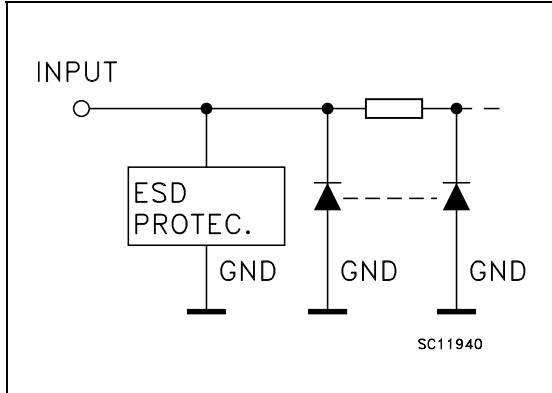 INPUT
ESD
PROTEC.
GND
GND
GND
SC11940